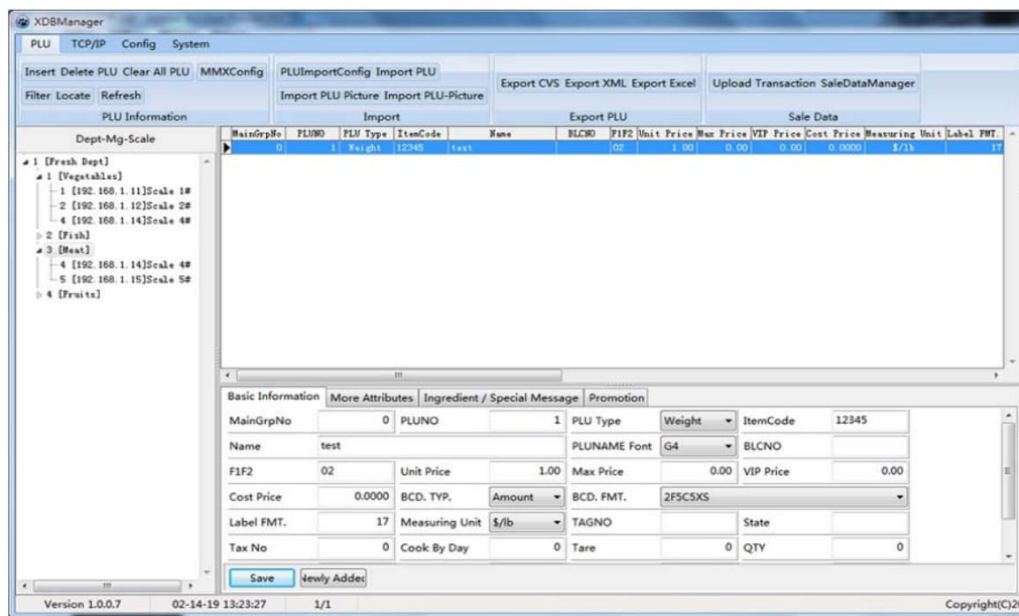 XDBManager
PLU TCP/IP Config System
Insert Delete PLU Clear All PLU MMXConfig PLUImportConfig Import PLU Export CVS Export XML Export Excel Upload Transaction SaleDataManager
Filter Locate Refresh Import PLU Picture Import PLU-Picture
PLU Information Import Export PLU Sale Data
Dept-Mg-Scale
MainGrpNo PLUNO PLU Type ItemCode Name BLCNO F1F2 Unit Price Max Price VIP Price Cost Price Measuring Unit Label FMT.
0 1 Weight 12345 test 02 1.00 0.00 0.00 0.0000 $/lb 17
1 [Fresh Dept]
1 [Vegetables]
1 [192.168.1.11]Scale 1#
2 [192.168.1.12]Scale 2#
4 [192.168.1.14]Scale 4#
2 [Fish]
3 [Meat]
4 [192.168.1.14]Scale 4#
5 [192.168.1.15]Scale 5#
4 [Fruits]
Basic Information More Attributes Ingredient / Special Message Promotion
MainGrpNo 0 PLUNO 1 PLU Type Weight ItemCode 12345
Name test PLUNAME Font G4 BLCNO
F1F2 02 Unit Price 1.00 Max Price 0.00 VIP Price 0.00
Cost Price 0.0000 BCD. TYP. Amount BCD. FMT. 2F5C5XS
Label FMT. 17 Measuring Unit $/lb TAGNO State
Tax No 0 Cook By Day 0 Tare 0 QTY 0
Save Newly Added
Version 1.0.0.7 02-14-19 13:23:27 1/1 Copyright(C)2